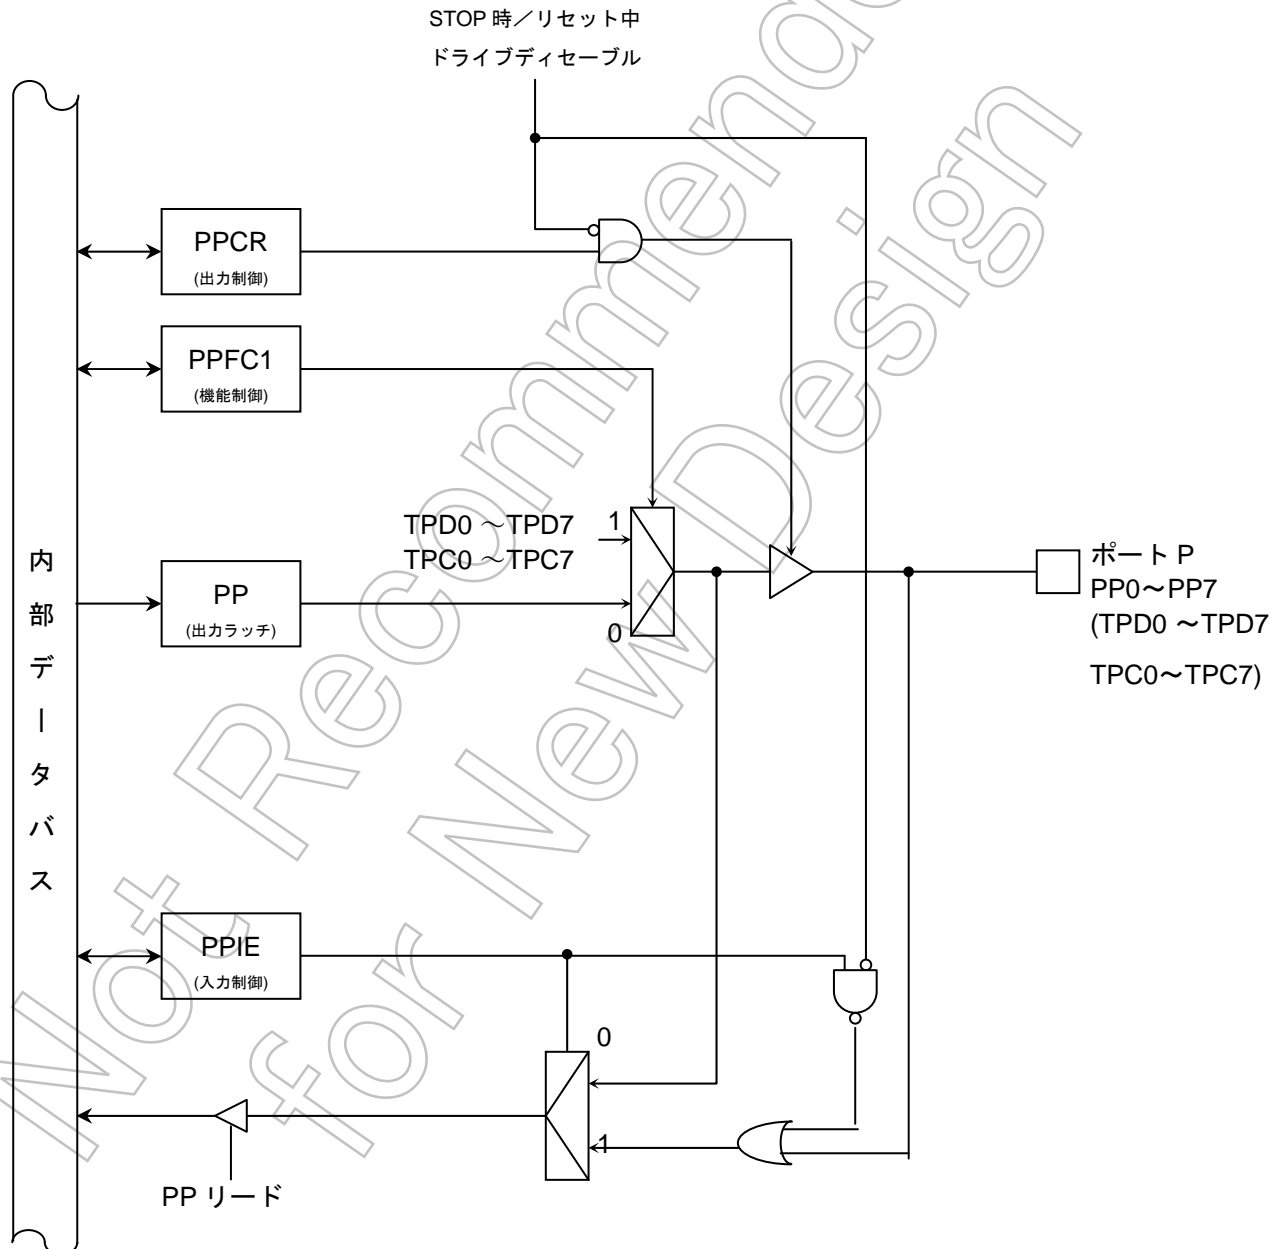 STOP 時／リセット中
ドライブディセーブル
PPCR
(出力制御)
PPFC1
(機能制御)
TPD0 ～TPD7
TPC0 ～TPC7
1
0
PP
(出力ラッチ)
ポート P
PP0～PP7
(TPD0 ～TPD7
TPC0～TPC7)
内部データバス
PPIE
(入力制御)
0
1
PP リード
Not Recommended
for New Design